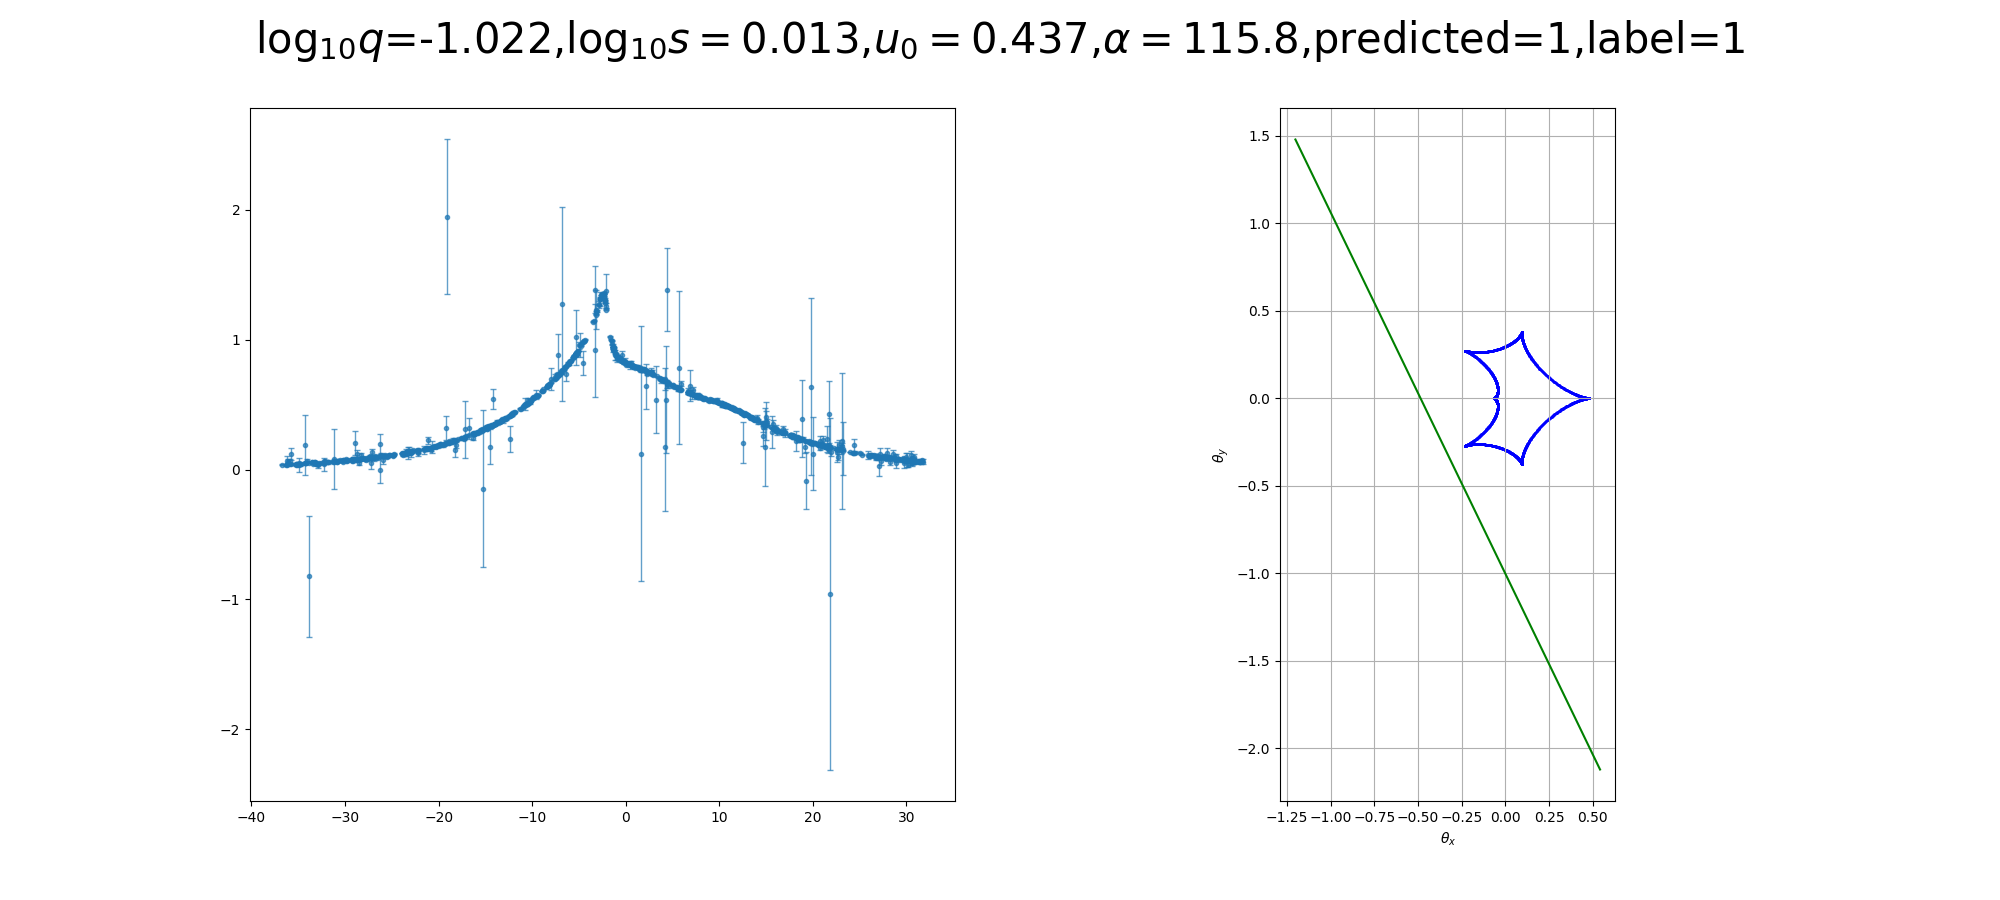 log₁₀q=-1.022,log₁₀s = 0.013,u₀ = 0.437,α = 115.8,predicted=1,label=1
2
1
0
−1
−2
−40 −30 −20 −10 0 10 20 30
1.5
1.0
0.5
0.0
−0.5
−1.0
−1.5
−2.0
θy
−1.25 −1.00 −0.75 −0.50 −0.25 0.00 0.25 0.50
θx